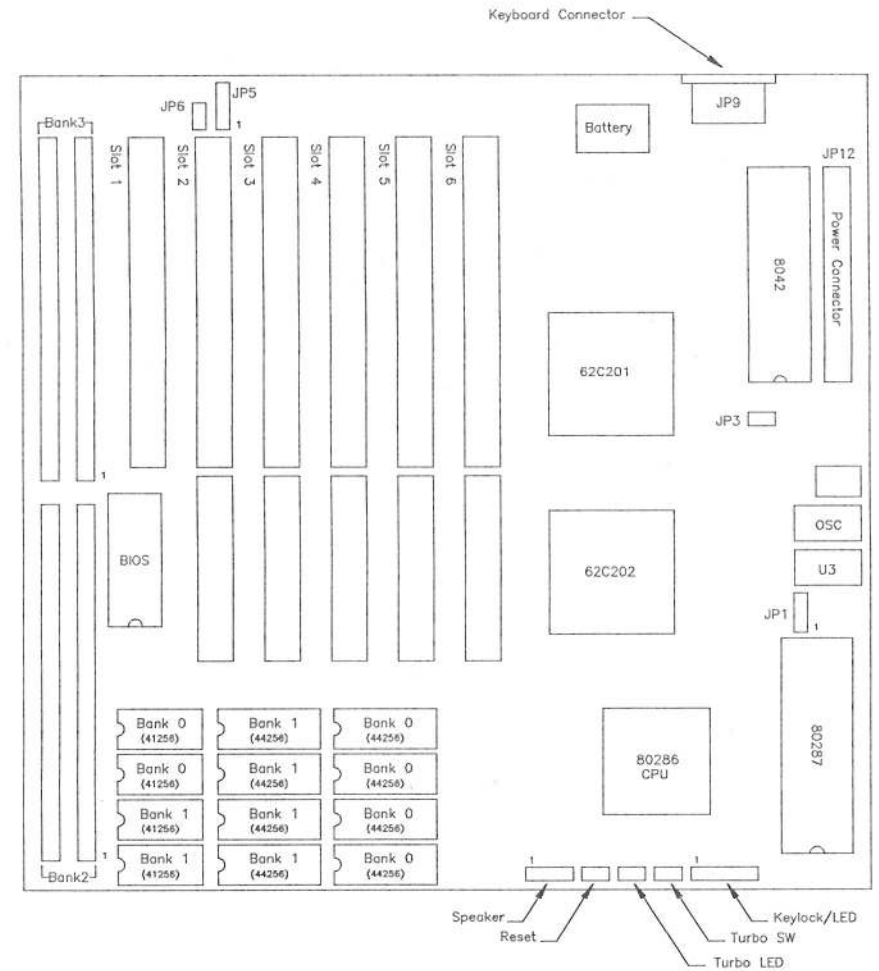 Keyboard Connector
JP5
JP6
1
Bank3
JP9
Battery
Slot 1
Slot 2
Slot 3
Slot 4
Slot 5
Slot 6
JP12
Power Connector
8042
62C201
JP3
1
BIOS
OSC
62C202
U3
JP1
1
80287
Bank 0
(41256)
Bank 1
(44256)
Bank 0
(44256)
Bank 0
(41256)
Bank 1
(44256)
Bank 0
(44256)
Bank 1
(41256)
Bank 1
(44256)
Bank 0
(44256)
Bank 1
(41256)
Bank 1
(44256)
Bank 0
(44256)
80286
CPU
1
Bank2
1
1
Speaker
Reset
Keylock/LED
Turbo SW
Turbo LED